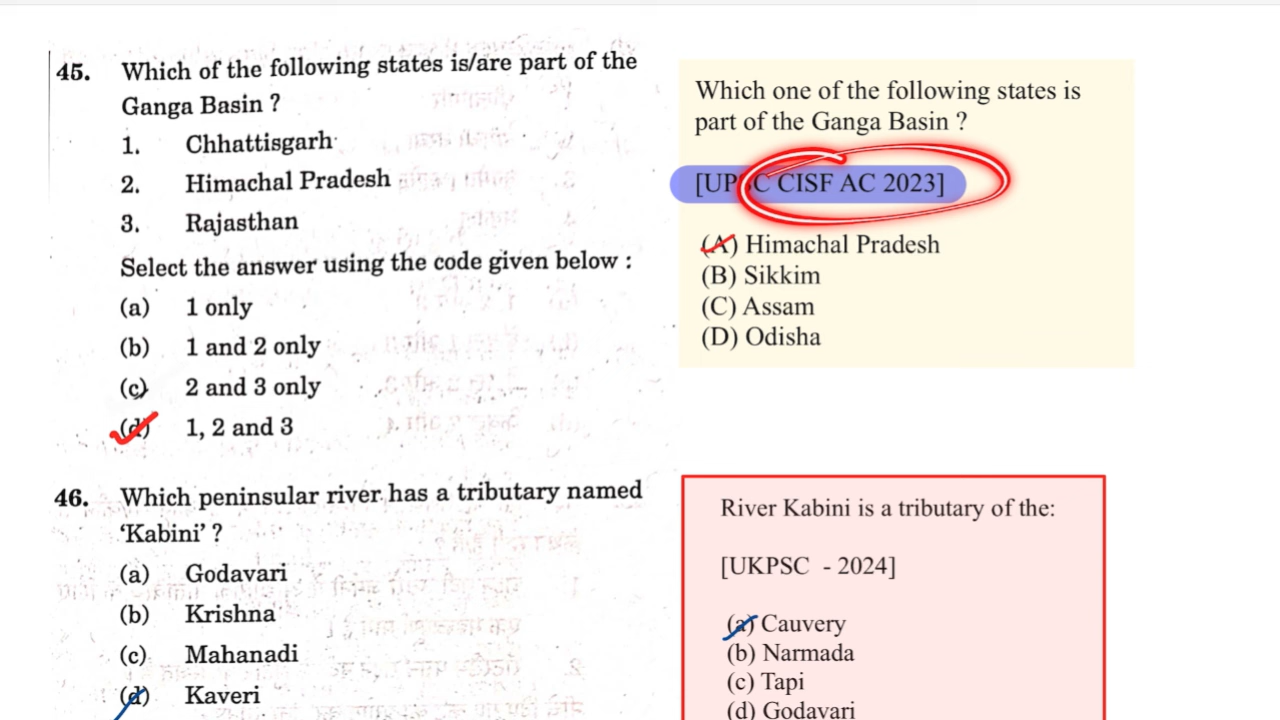 45. Which of the following states is/are part of the
Ganga Basin ?
1. Chhattisgarh
2. Himachal Pradesh
3. Rajasthan
Select the answer using the code given below :
(a) 1 only
(b) 1 and 2 only
(c) 2 and 3 only
(d) 1, 2 and 3
46. Which peninsular river has a tributary named
‘Kabini’ ?
(a) Godavari
(b) Krishna
(c) Mahanadi
(d) Kaveri
Which one of the following states is
part of the Ganga Basin ?
[UPSC CISF AC 2023]
(A) Himachal Pradesh
(B) Sikkim
(C) Assam
(D) Odisha
River Kabini is a tributary of the:
[UKPSC - 2024]
(a) Cauvery
(b) Narmada
(c) Tapi
(d) Godavari